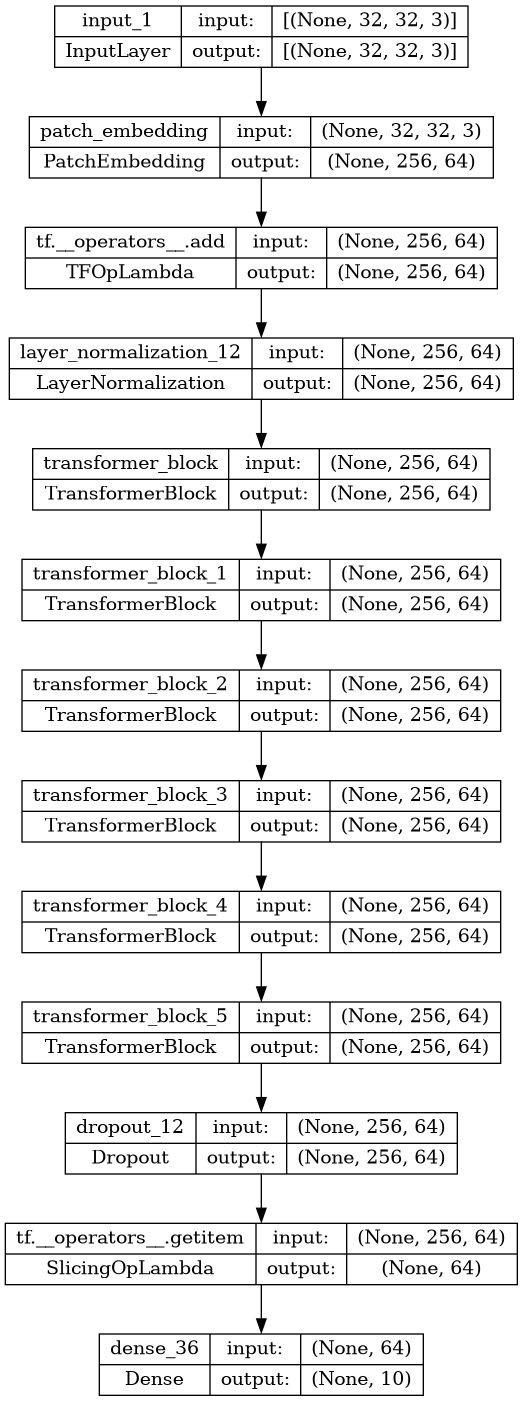 input_1 input: [(None, 32, 32, 3)]
InputLayer output: [(None, 32, 32, 3)]
patch_embedding input: (None, 32, 32, 3)
PatchEmbedding output: (None, 256, 64)
tf.__operators__.add input: (None, 256, 64)
TFOpLambda output: (None, 256, 64)
layer_normalization_12 input: (None, 256, 64)
LayerNormalization output: (None, 256, 64)
transformer_block input: (None, 256, 64)
TransformerBlock output: (None, 256, 64)
transformer_block_1 input: (None, 256, 64)
TransformerBlock output: (None, 256, 64)
transformer_block_2 input: (None, 256, 64)
TransformerBlock output: (None, 256, 64)
transformer_block_3 input: (None, 256, 64)
TransformerBlock output: (None, 256, 64)
transformer_block_4 input: (None, 256, 64)
TransformerBlock output: (None, 256, 64)
transformer_block_5 input: (None, 256, 64)
TransformerBlock output: (None, 256, 64)
dropout_12 input: (None, 256, 64)
Dropout output: (None, 256, 64)
tf.__operators__.getitem input: (None, 256, 64)
SlicingOpLambda output: (None, 64)
dense_36 input: (None, 64)
Dense output: (None, 10)